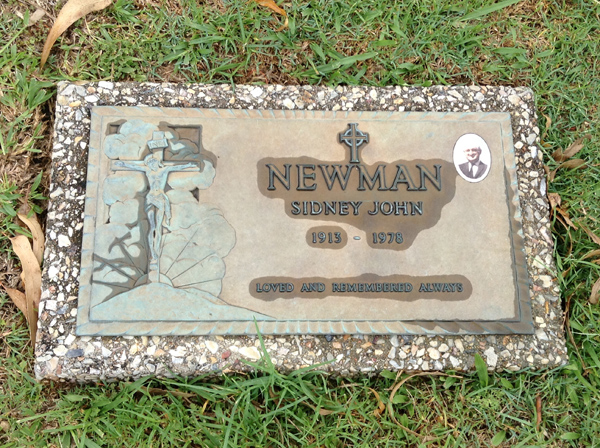 NEWMAN
SIDNEY JOHN
1913 - 1978
LOVED AND REMEMBERED ALWAYS